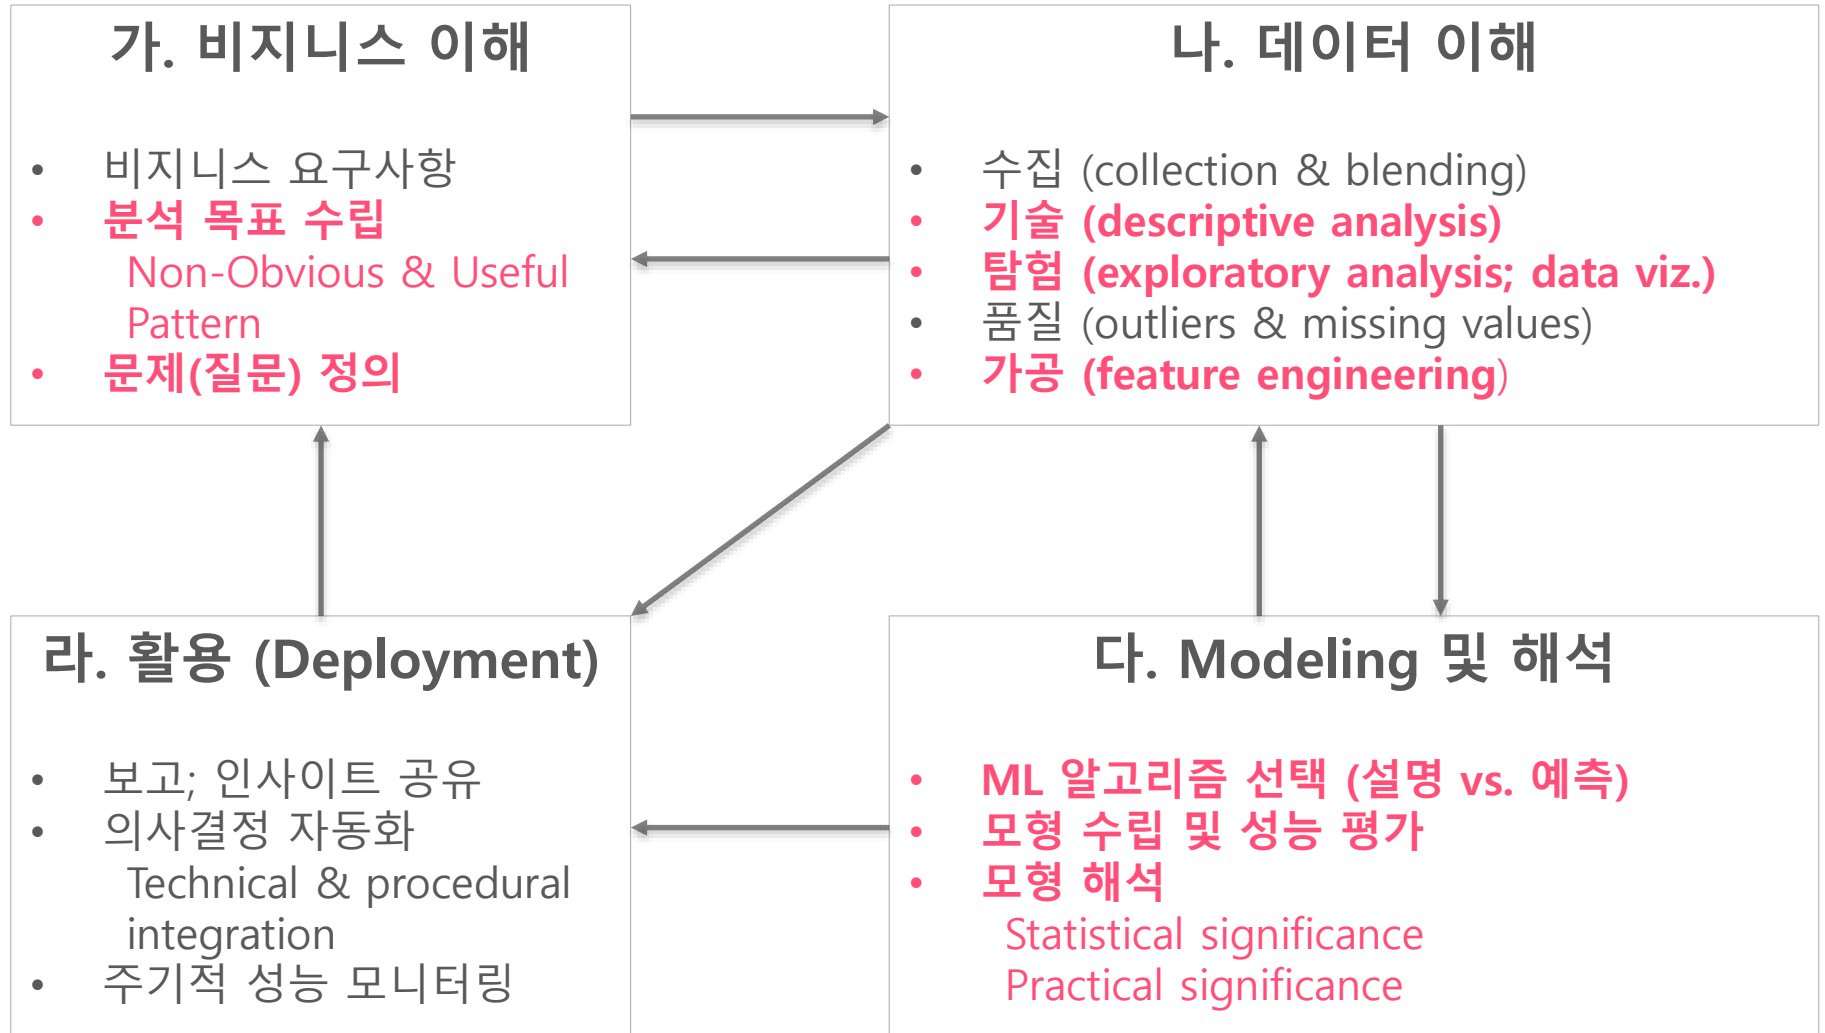 가. 비지니스 이해
• 비지니스 요구사항
• 분석 목표 수립
Non-Obvious & Useful
Pattern
• 문제(질문) 정의
나. 데이터 이해
• 수집 (collection & blending)
• 기술 (descriptive analysis)
• 탐험 (exploratory analysis; data viz.)
• 품질 (outliers & missing values)
• 가공 (feature engineering)
라. 활용 (Deployment)
• 보고; 인사이트 공유
• 의사결정 자동화
Technical & procedural
integration
• 주기적 성능 모니터링
다. Modeling 및 해석
• ML 알고리즘 선택 (설명 vs. 예측)
• 모형 수립 및 성능 평가
• 모형 해석
Statistical significance
Practical significance